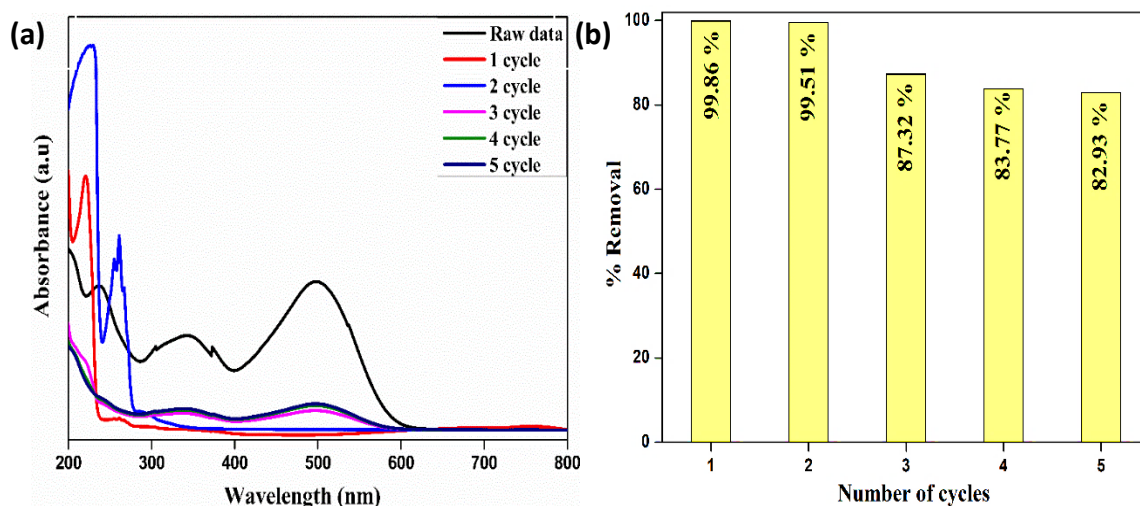 (a)
Raw data
1 cycle
2 cycle
3 cycle
4 cycle
5 cycle
Absorbance (a.u)
200 300 400 500 600 700 800
Wavelength (nm)
(b)
100
80
60
40
20
0
% Removal
99.86 %
99.51 %
87.32 %
83.77 %
82.93 %
1 2 3 4 5
Number of cycles